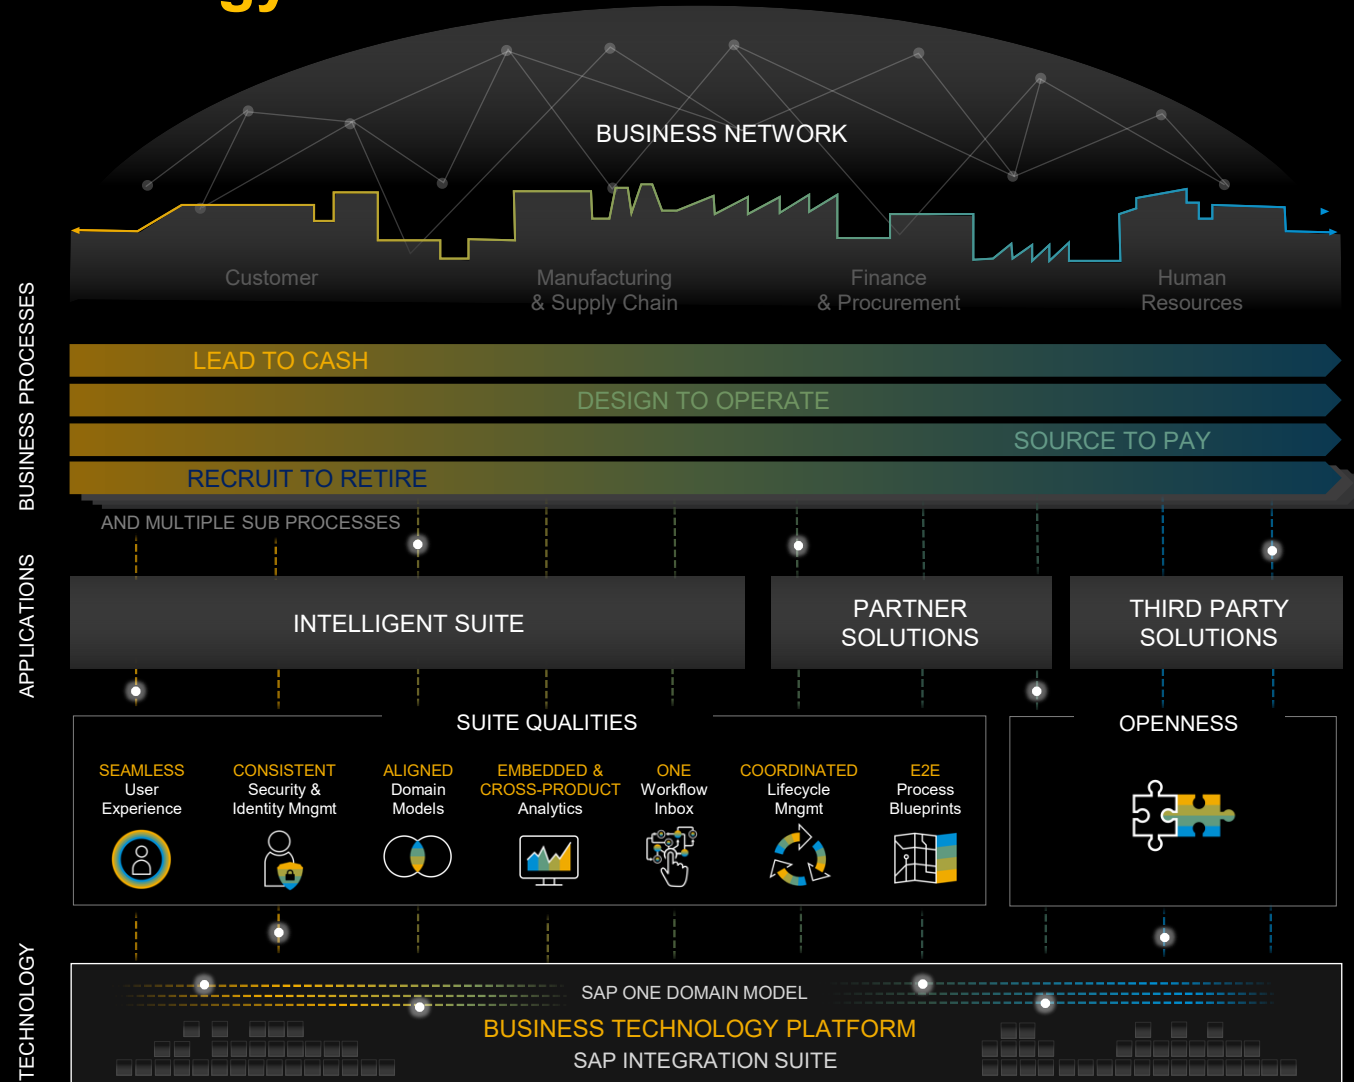 gy
BUSINESS NETWORK
Customer
Manufacturing
& Supply Chain
Finance
& Procurement
Human
Resources
BUSINESS PROCESSES
LEAD TO CASH
DESIGN TO OPERATE
SOURCE TO PAY
RECRUIT TO RETIRE
AND MULTIPLE SUB PROCESSES
APPLICATIONS
INTELLIGENT SUITE
PARTNER
SOLUTIONS
THIRD PARTY
SOLUTIONS
SUITE QUALITIES
SEAMLESS
User
Experience
CONSISTENT
Security &
Identity Mngmt
ALIGNED
Domain
Models
EMBEDDED &
CROSS-PRODUCT
Analytics
ONE
Workflow
Inbox
COORDINATED
Lifecycle
Mngmt
E2E
Process
Blueprints
OPENNESS
TECHNOLOGY
SAP ONE DOMAIN MODEL
BUSINESS TECHNOLOGY PLATFORM
SAP INTEGRATION SUITE